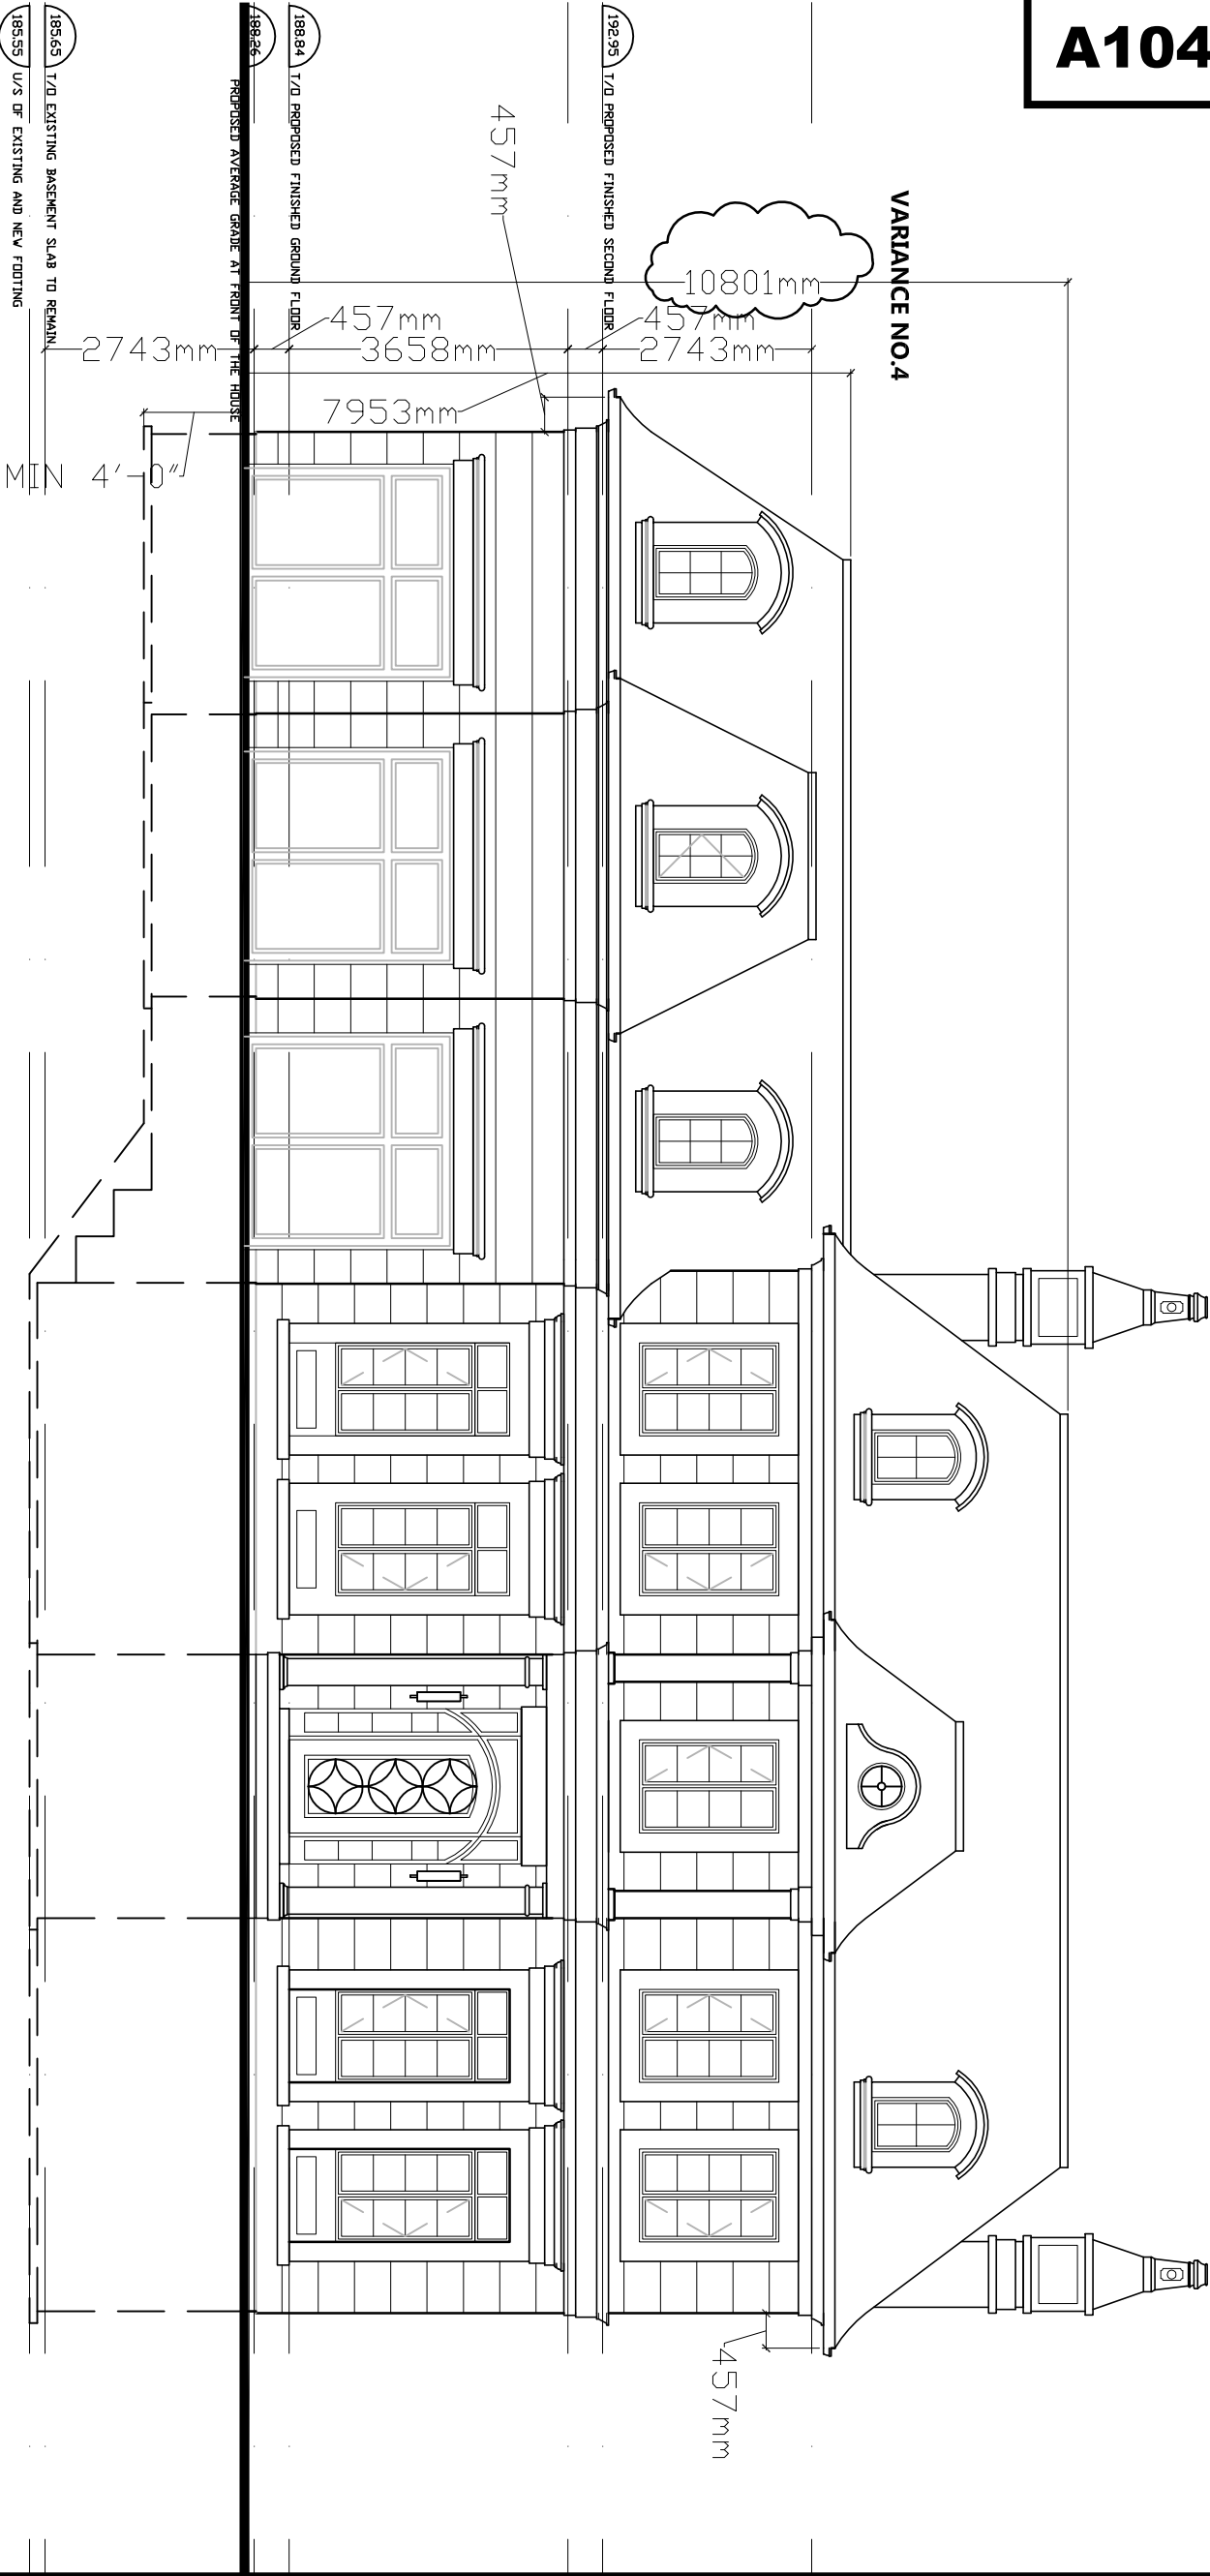 A104
VARIANCE NO.4
10801mm
192.95 T/O PROPOSED FINISHED SECOND FLOOR
457mm
457mm
2743mm
3658mm
457mm
7953mm
188.84 T/O PROPOSED FINISHED GROUND FLOOR
188.26
PROPOSED AVERAGE GRADE AT FRONT OF THE HOUSE
2743mm
MIN 4'-0"
185.65 T/O EXISTING BASEMENT SLAB TO REMAIN
185.55 U/S OF EXISTING AND NEW FOOTING
457mm